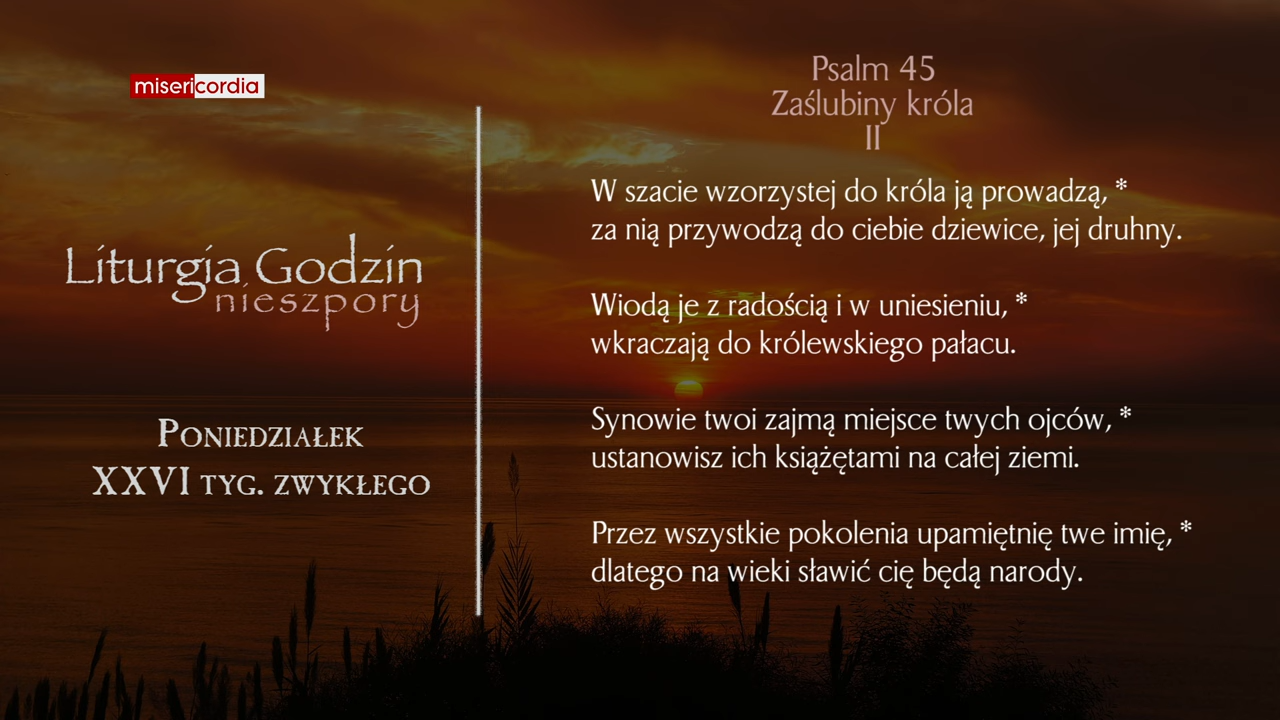 misericordia
Liturgia Godzin
nieszpory
Poniedziałek
XXVI tyg. zwykłego
Psalm 45
Zaślubiny króla
II
W szacie wzorzystej do króla ją prowadzą, *
za nią przywodzą do ciebie dziewice, jej druhny.
Wiodą je z radością i w uniesieniu, *
wkraczają do królewskiego pałacu.
Synowie twoi zajmą miejsce twych ojców, *
ustanowisz ich książętami na całej ziemi.
Przez wszystkie pokolenia upamiętnię twe imię, *
dlatego na wieki sławić cię będą narody.